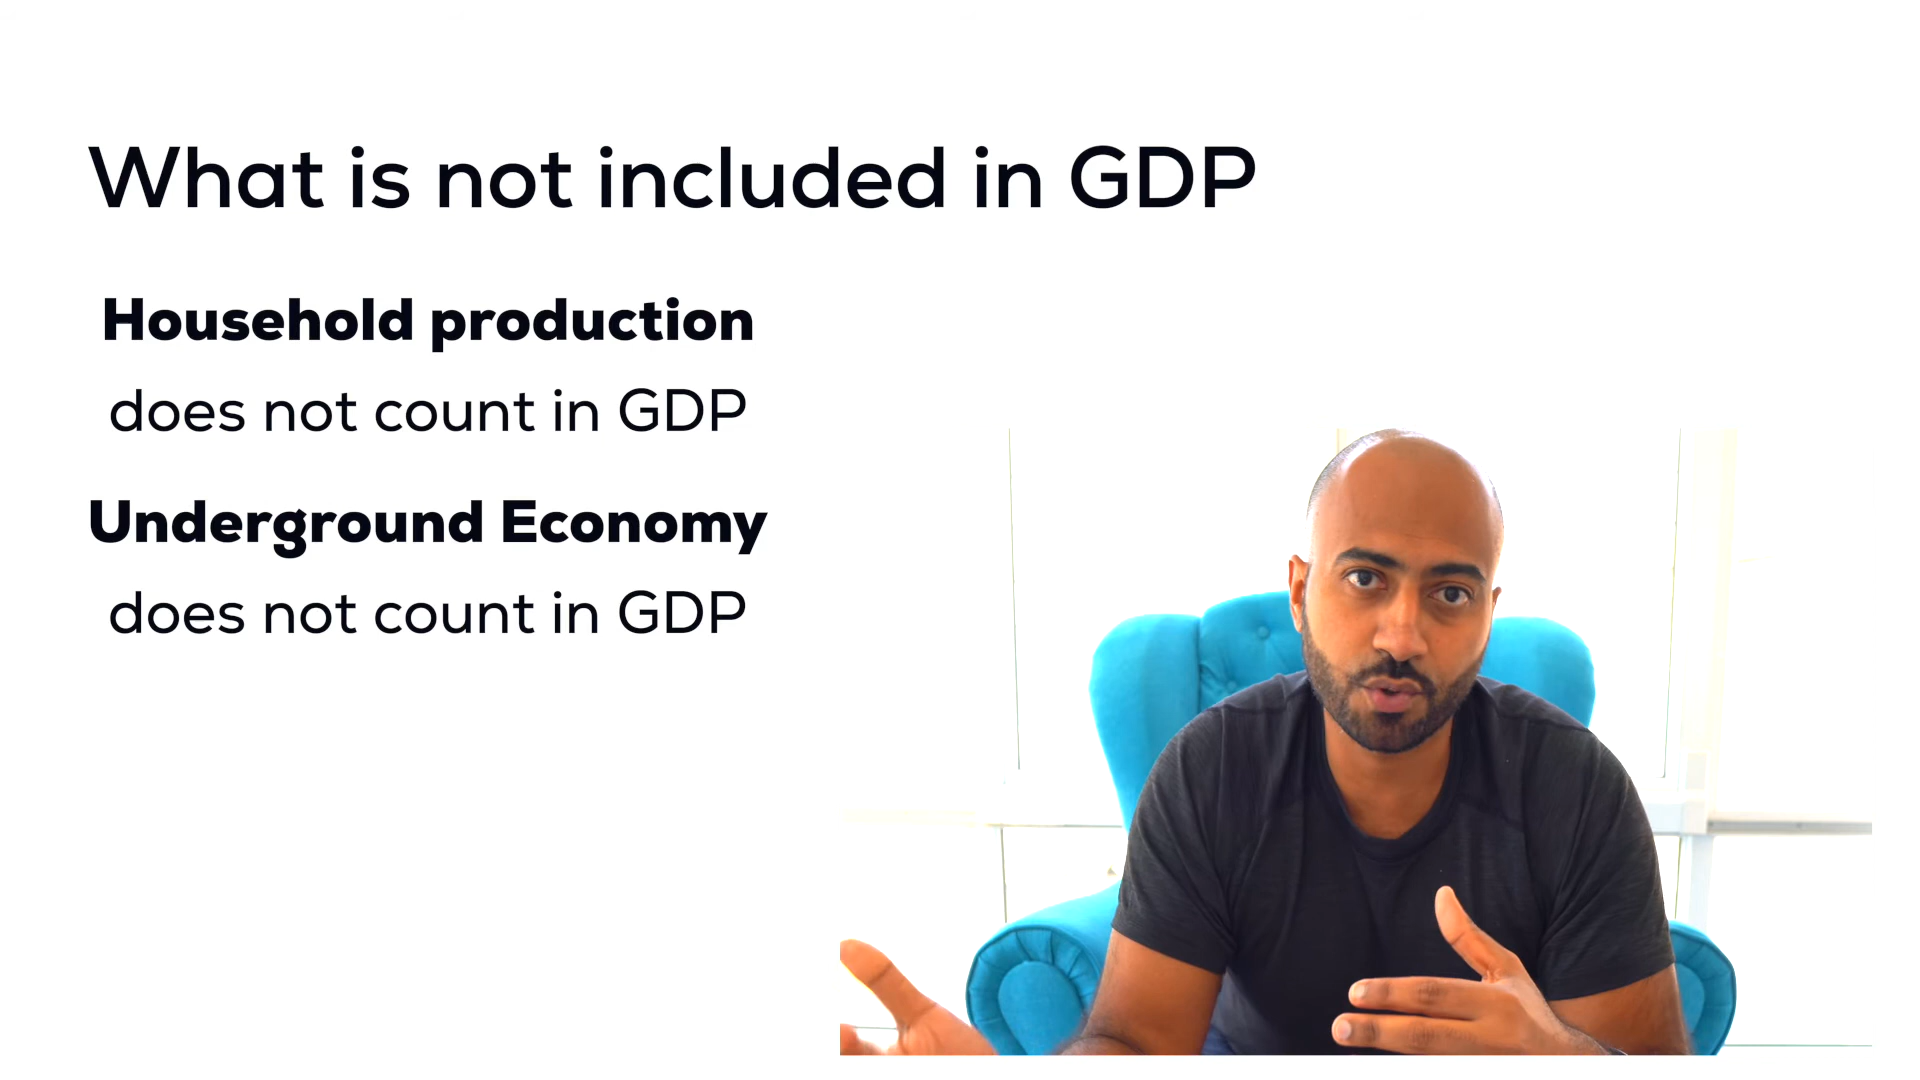 What is not included in GDP
Household production
does not count in GDP
Underground Economy
does not count in GDP